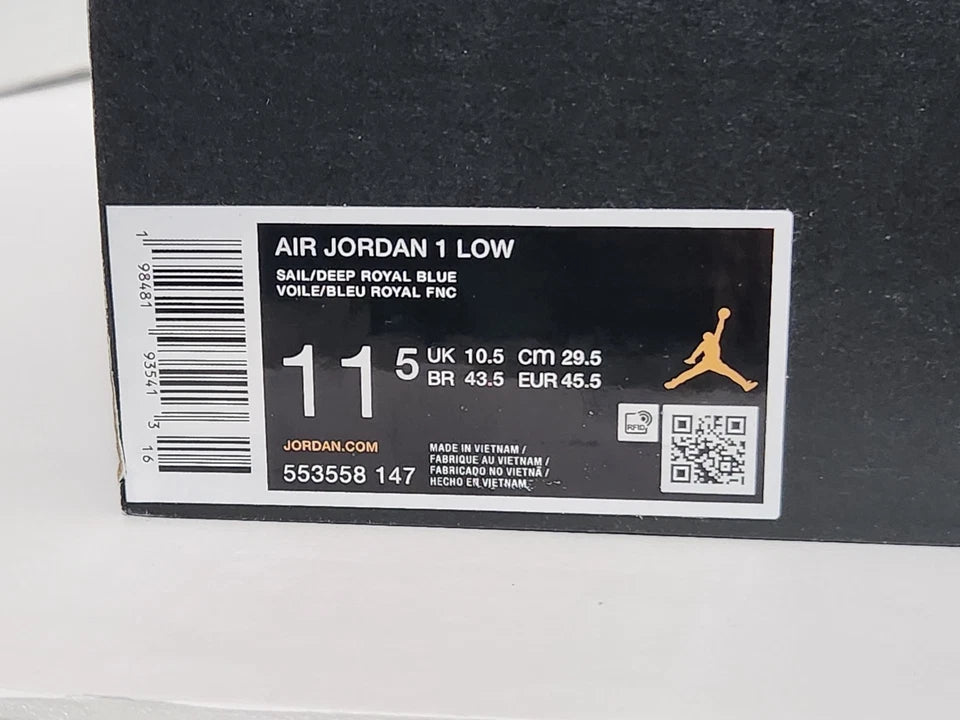 AIR JORDAN 1 LOW
SAIL/DEEP ROYAL BLUE
VOILE/BLEU ROYAL FNC
11 5
UK 10.5 CM 29.5
BR 43.5 EUR 45.5
RFID
JORDAN.COM
553558 147
MADE IN VIETNAM /
FABRIQUE AU VIETNAM /
FABRICADO NO VIETNÃ /
HECHO EN VIETNAM
1 98481 93541 3 16